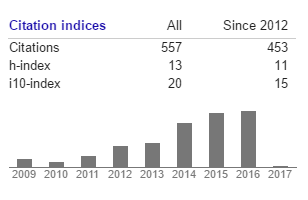 Citation indices All Since 2012
Citations 557 453
h-index 13 11
i10-index 20 15
2009 2010 2011 2012 2013 2014 2015 2016 2017